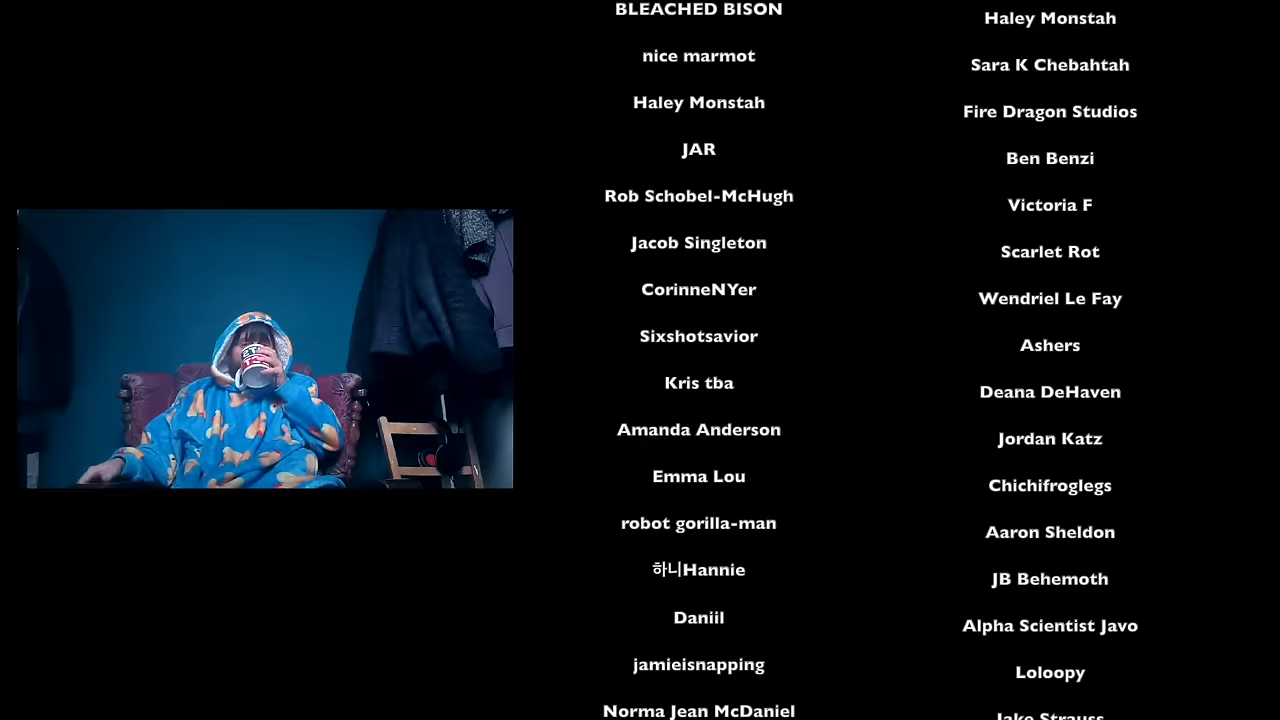 BLEACHED BISON
nice marmot
Haley Monstah
JAR
Rob Schobel-McHugh
Jacob Singleton
CorinneNYer
Sixshotsavior
Kris tba
Amanda Anderson
Emma Lou
robot gorilla-man
하니Hannie
Daniil
jamieisnapping
Norma Jean McDaniel
Haley Monstah
Sara K Chebahtah
Fire Dragon Studios
Ben Benzi
Victoria F
Scarlet Rot
Wendriel Le Fay
Ashers
Deana DeHaven
Jordan Katz
Chichifroglegs
Aaron Sheldon
JB Behemoth
Alpha Scientist Javo
Loloopy
Jake Strauss